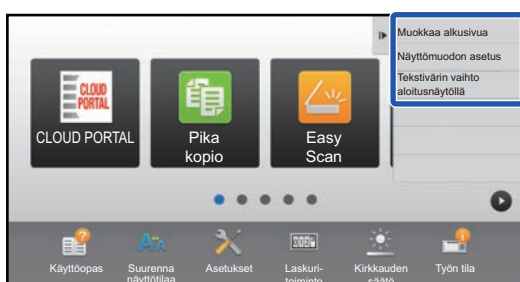 Muokkaa alkusivua
Näyttömuodon asetus
Tekstivärin vaihto
aloitusnäytöllä
CLOUD
PORTAL
CLOUD PORTAL
Pika
kopio
Easy
Scan
Käyttöopas
Suurenna
näyttötilaa
Asetukset
Laskuri-
toiminto
Kirkkauden
säätö
Työn tila